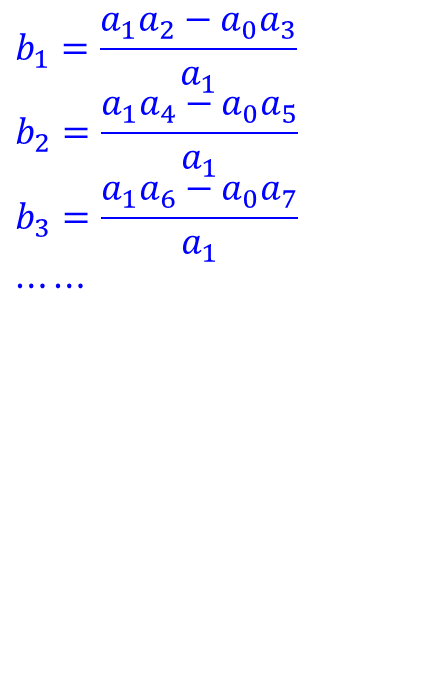 b₁ = (a₁a₂ − a₀a₃) / a₁
b₂ = (a₁a₄ − a₀a₅) / a₁
b₃ = (a₁a₆ − a₀a₇) / a₁
……